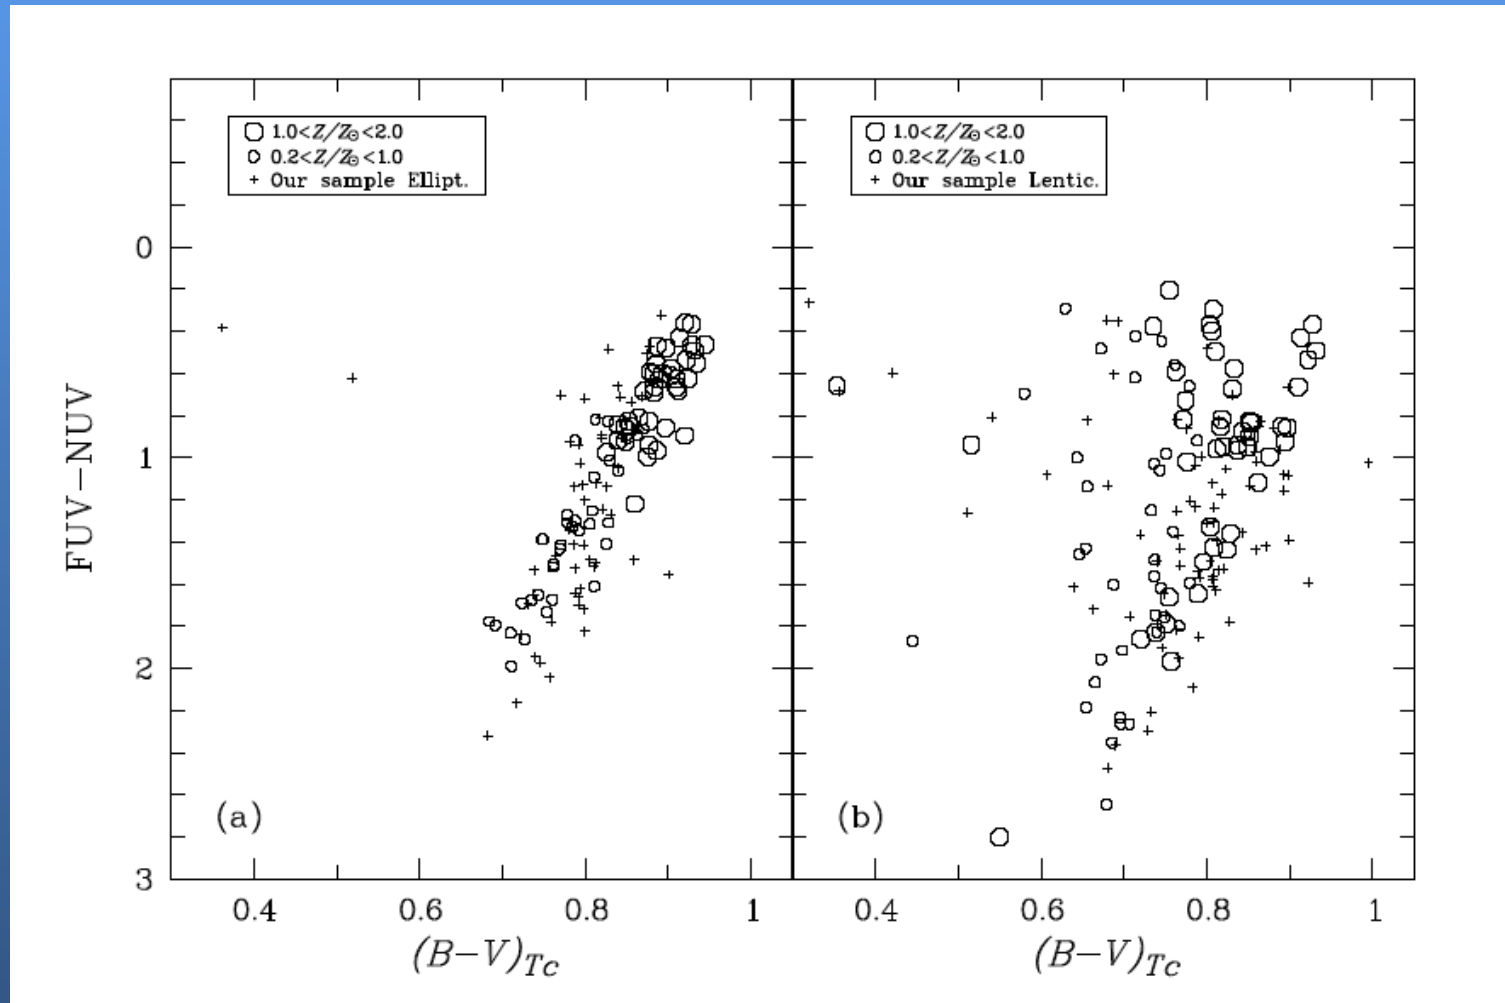 1.0<Z/Z☉<2.0
0.2<Z/Z☉<1.0
+ Our sample Ellipt.
1.0<Z/Z☉<2.0
0.2<Z/Z☉<1.0
+ Our sample Lentic.
FUV−NUV
0
1
2
3
(a)
(b)
0.4 0.6 0.8 1
0.4 0.6 0.8 1
(B−V)Tc
(B−V)Tc